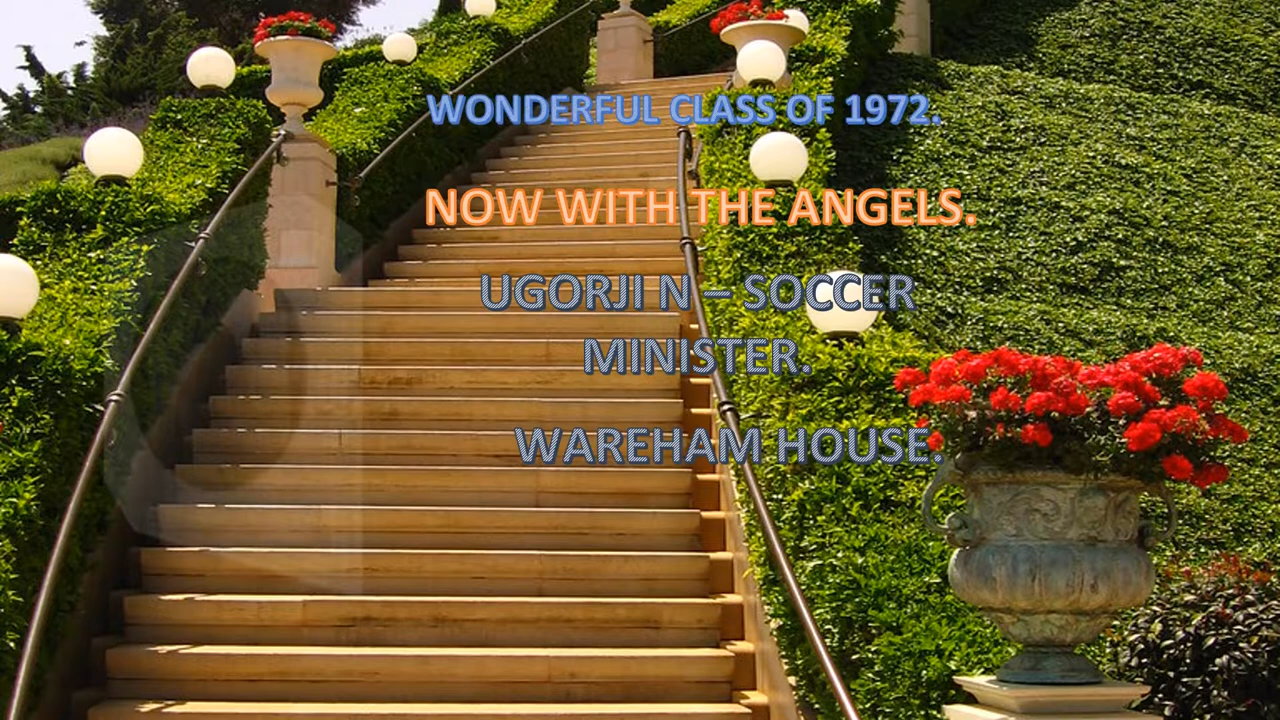 WONDERFUL CLASS OF 1972.
NOW WITH THE ANGELS.
UGORJI N – SOCCER
MINISTER.
WAREHAM HOUSE.